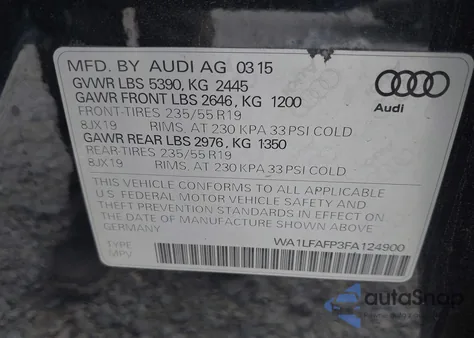 MFD. BY AUDI AG 0315
GVWR LBS 5390, KG 2445
GAWR FRONT LBS 2646, KG 1200
FRONT-TIRES 235/55 R19
8JX19 RIMS, AT 230 KPA 33 PSI COLD
GAWR REAR LBS 2976, KG 1350
REAR-TIRES 235/55 R19
8JX19 RIMS, AT 230 KPA 33 PSI COLD
THIS VEHICLE CONFORMS TO ALL APPLICABLE
FEDERAL MOTOR VEHICLE SAFETY AND
THEFT PREVENTION STANDARDS IN EFFECT ON
THE DATE OF MANUFACTURE SHOWN ABOVE.
GERMANY
TYPE
MPV
WA1LFAFP3FA124900
Audi
autoSnap